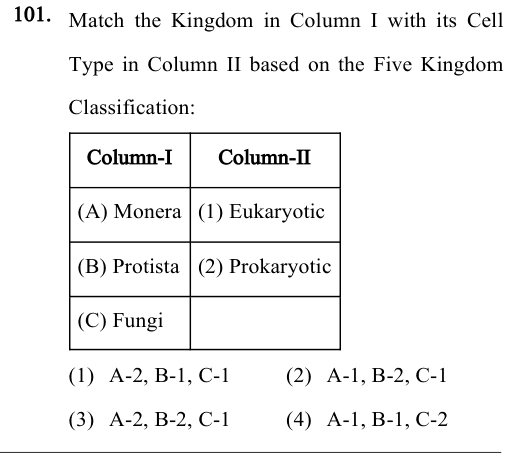 101. Match the Kingdom in Column I with its Cell
Type in Column II based on the Five Kingdom
Classification:
Column-I Column-II
(A) Monera (1) Eukaryotic
(B) Protista (2) Prokaryotic
(C) Fungi
(1) A-2, B-1, C-1 (2) A-1, B-2, C-1
(3) A-2, B-2, C-1 (4) A-1, B-1, C-2